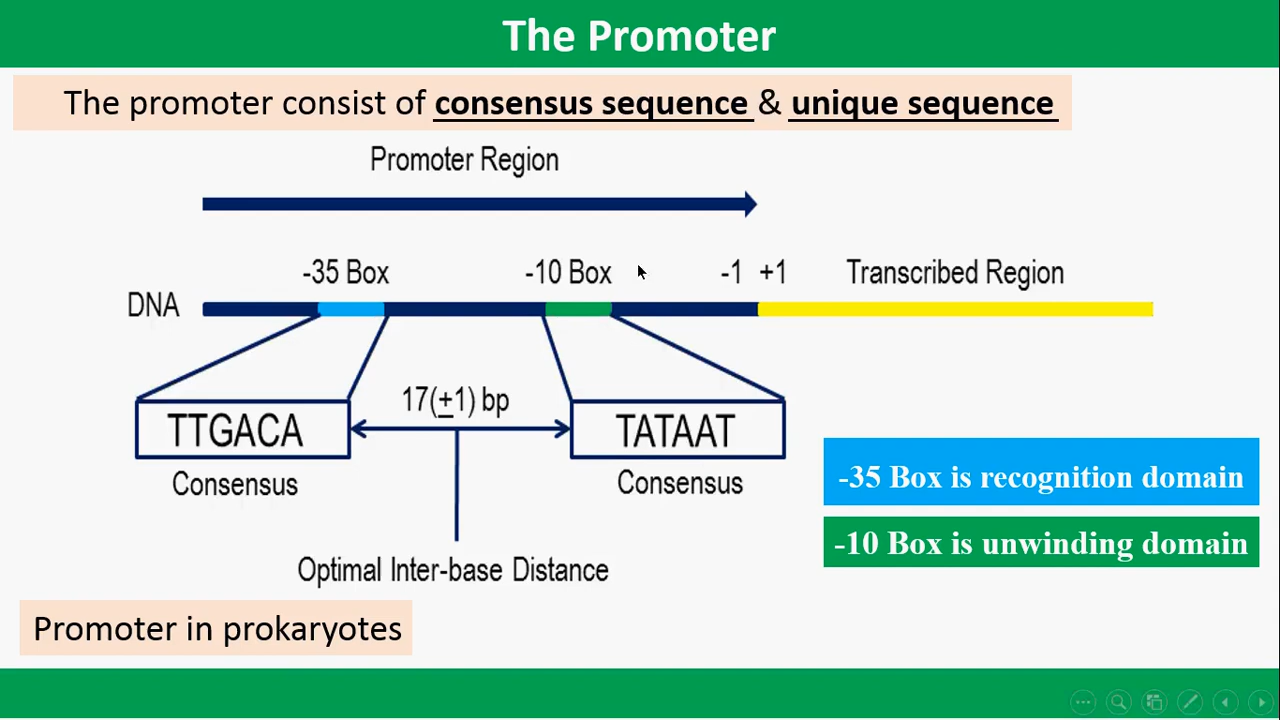 The Promoter
The promoter consist of consensus sequence & unique sequence
Promoter Region
-35 Box
-10 Box
-1 +1
Transcribed Region
DNA
17(±1) bp
TTGACA
TATAAT
Consensus
Consensus
-35 Box is recognition domain
-10 Box is unwinding domain
Optimal Inter-base Distance
Promoter in prokaryotes